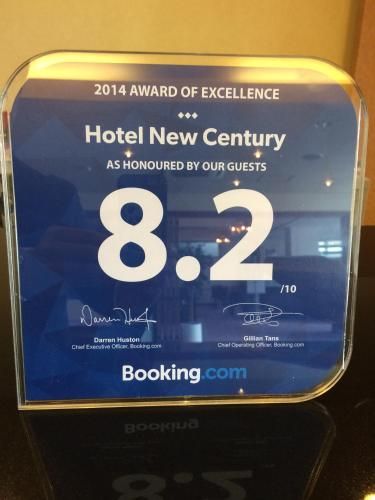 2014 AWARD OF EXCELLENCE
Hotel New Century
AS HONOURED BY OUR GUESTS
8.2
/10
Darren Huston
Chief Executive Officer, Booking.com
Gillian Tans
Chief Operating Officer, Booking.com
Booking.com